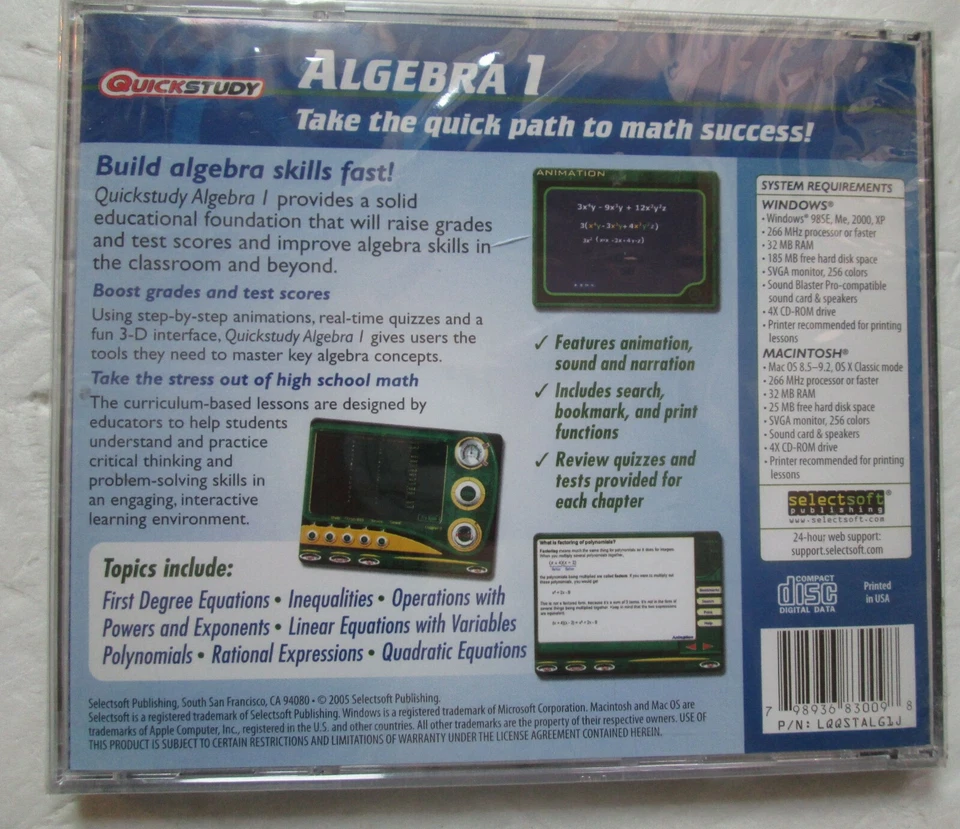 QUICKSTUDY
ALGEBRA 1
Take the quick path to math success!
Build algebra skills fast!
Quickstudy Algebra 1 provides a solid
educational foundation that will raise grades
and test scores and improve algebra skills in
the classroom and beyond.
Boost grades and test scores
Using step-by-step animations, real-time quizzes and a
fun 3-D interface, Quickstudy Algebra 1 gives users the
tools they need to master key algebra concepts.
Take the stress out of high school math
The curriculum-based lessons are designed by
educators to help students
understand and practice
critical thinking and
problem-solving skills in
an engaging, interactive
learning environment.
Topics include:
First Degree Equations • Inequalities • Operations with
Powers and Exponents • Linear Equations with Variables
Polynomials • Rational Expressions • Quadratic Equations
ANIMATION
✓ Features animation,
sound and narration
✓ Includes search,
bookmark, and print
functions
✓ Review quizzes and
tests provided for
each chapter
What is factoring of polynomials?
SYSTEM REQUIREMENTS
WINDOWS®
• Windows® 98SE, Me, 2000, XP
• 266 MHz processor or faster
• 32 MB RAM
• 185 MB free hard disk space
• SVGA monitor, 256 colors
• Sound Blaster Pro-compatible
sound card & speakers
• 4X CD-ROM drive
• Printer recommended for printing
lessons
MACINTOSH®
• Mac OS 8.5-9.2, OS X Classic mode
• 266 MHz processor or faster
• 32 MB RAM
• 25 MB free hard disk space
• SVGA monitor, 256 colors
• Sound card & speakers
• 4X CD-ROM drive
• Printer recommended for printing
lessons
selectsoft®
publishing
www.selectsoft.com
24-hour web support:
support.selectsoft.com
COMPACT
disc
DIGITAL DATA
Printed
in USA
7 98936 83009 8
P/N: LQQSTALG1J
Selectsoft Publishing, South San Francisco, CA 94080 • © 2005 Selectsoft Publishing.
Selectsoft is a registered trademark of Selectsoft Publishing. Windows is a registered trademark of Microsoft Corporation. Macintosh and Mac OS are
trademarks of Apple Computer, Inc., registered in the U.S. and other countries. All other trademarks are the property of their respective owners. USE OF
THIS PRODUCT IS SUBJECT TO CERTAIN RESTRICTIONS AND LIMITATIONS OF WARRANTY UNDER THE LICENSE AGREEMENT CONTAINED HEREIN.